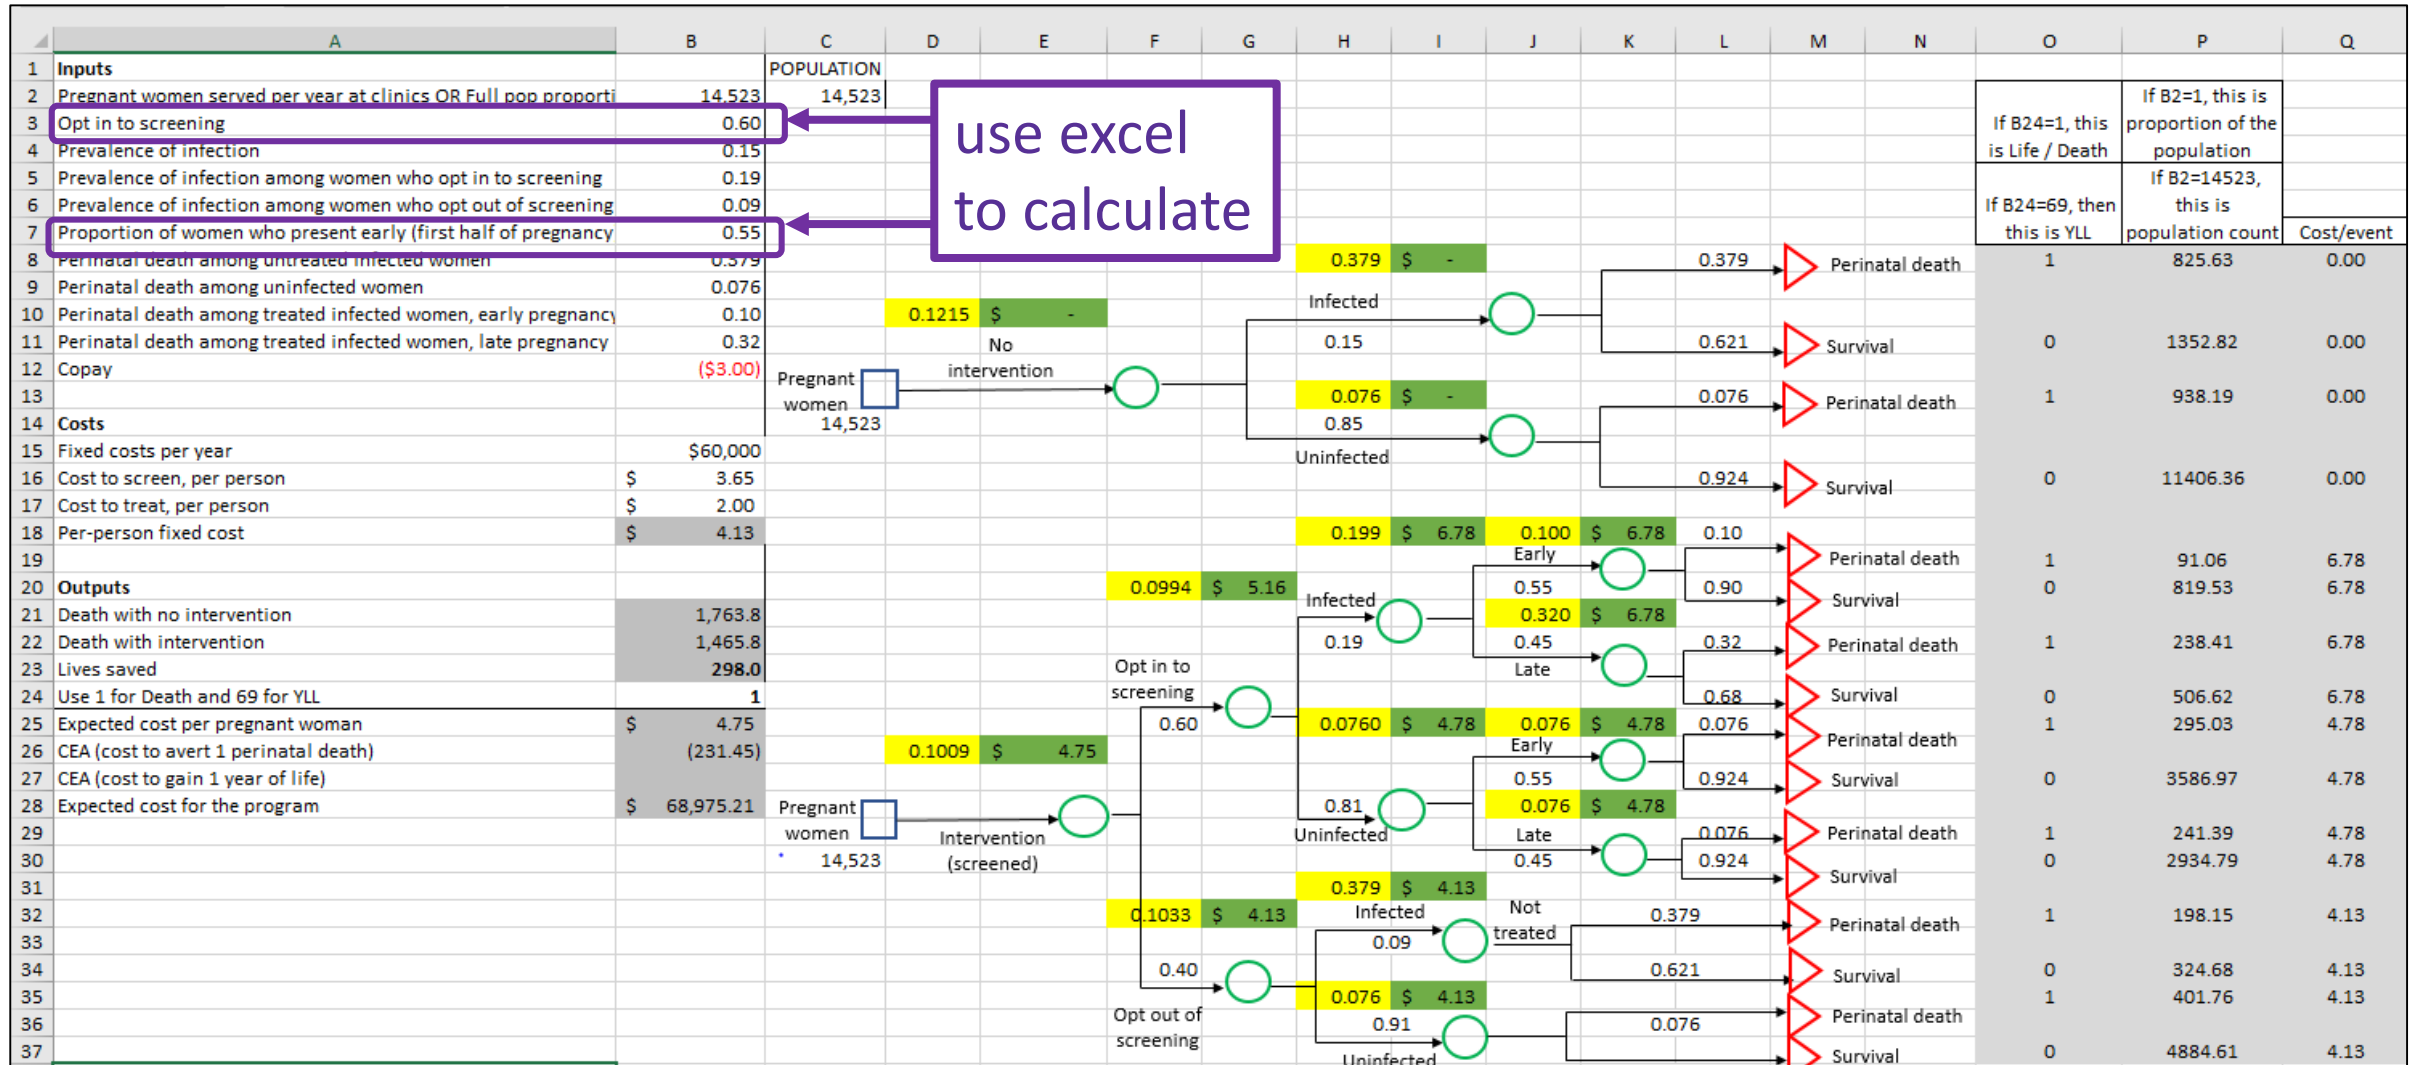 A B C D E F G H I J K L M N O P Q
1 Inputs POPULATION
2 Pregnant women served per year at clinics OR Full pop proporti 14,523 14,523
3 Opt in to screening 0.60
4 Prevalence of infection 0.15
5 Prevalence of infection among women who opt in to screening 0.19
6 Prevalence of infection among women who opt out of screening 0.09
7 Proportion of women who present early (first half of pregnancy 0.55
8 Perinatal death among untreated infected women 0.379
9 Perinatal death among uninfected women 0.076
10 Perinatal death among treated infected women, early pregnancy 0.10
11 Perinatal death among treated infected women, late pregnancy 0.32
12 Copay ($3.00)
13
14 Costs
15 Fixed costs per year $60,000
16 Cost to screen, per person $ 3.65
17 Cost to treat, per person $ 2.00
18 Per-person fixed cost $ 4.13
19
20 Outputs
21 Death with no intervention 1,763.8
22 Death with intervention 1,465.8
23 Lives saved 298.0
24 Use 1 for Death and 69 for YLL 1
25 Expected cost per pregnant woman $ 4.75
26 CEA (cost to avert 1 perinatal death) (231.45)
27 CEA (cost to gain 1 year of life)
28 Expected cost for the program $ 68,975.21
29
30
31
32
33
34
35
36
37
use excel
to calculate
If B24=1, this
is Life / Death
If B24=69, then
this is YLL
If B2=1, this is
proportion of the
population
If B2=14523,
this is
population count
Cost/event
0.379 $ - 0.379 Perinatal death 1 825.63 0.00
Infected
0.1215 $ -
No
intervention
0.15 0.621 Survival 0 1352.82 0.00
Pregnant
women
14,523
0.076 $ - 0.076 Perinatal death 1 938.19 0.00
0.85
Uninfected
0.924 Survival 0 11406.36 0.00
0.199 $ 6.78 0.100 $ 6.78 0.10
Early
Perinatal death 1 91.06 6.78
0.0994 $ 5.16 0.55 0.90 Survival 0 819.53 6.78
Infected
0.320 $ 6.78
0.19 0.45 0.32 Perinatal death 1 238.41 6.78
Opt in to
screening
Late
0.68 Survival 0 506.62 6.78
0.60 0.0760 $ 4.78 0.076 $ 4.78 0.076 1 295.03 4.78
Perinatal death
Early
0.1009 $ 4.75
0.55 0.924 Survival 0 3586.97 4.78
Pregnant
women
* 14,523
0.81 0.076 $ 4.78
Uninfected
Intervention
(screened)
Late
0.076 Perinatal death 1 241.39 4.78
0.45 0.924 0 2934.79 4.78
Survival
0.379 $ 4.13
0.1033 $ 4.13 Infected
Not
treated
0.379 Perinatal death 1 198.15 4.13
0.09
0.40 0.621 Survival 0 324.68 4.13
0.076 $ 4.13 1 401.76 4.13
Opt out of
screening
0.91 0.076 Perinatal death
Uninfected
Survival 0 4884.61 4.13